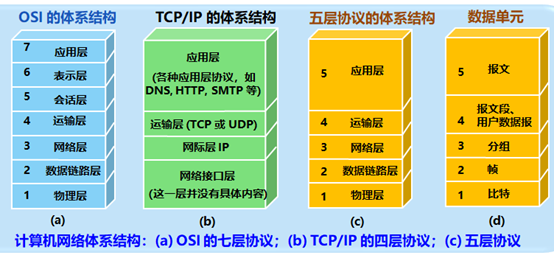 OSI 的体系结构
7 应用层
6 表示层
5 会话层
4 运输层
3 网络层
2 数据链路层
1 物理层
(a)
TCP/IP 的体系结构
应用层
(各种应用层协议，如
DNS, HTTP, SMTP 等)
运输层 (TCP 或 UDP)
网际层 IP
网络接口层
(这一层并没有具体内容)
(b)
五层协议的体系结构
5 应用层
4 运输层
3 网络层
2 数据链路层
1 物理层
(c)
数据单元
5 报文
4 报文段、
用户数据报
3 分组
2 帧
1 比特
(d)
计算机网络体系结构：(a) OSI 的七层协议；(b) TCP/IP 的四层协议；(c) 五层协议